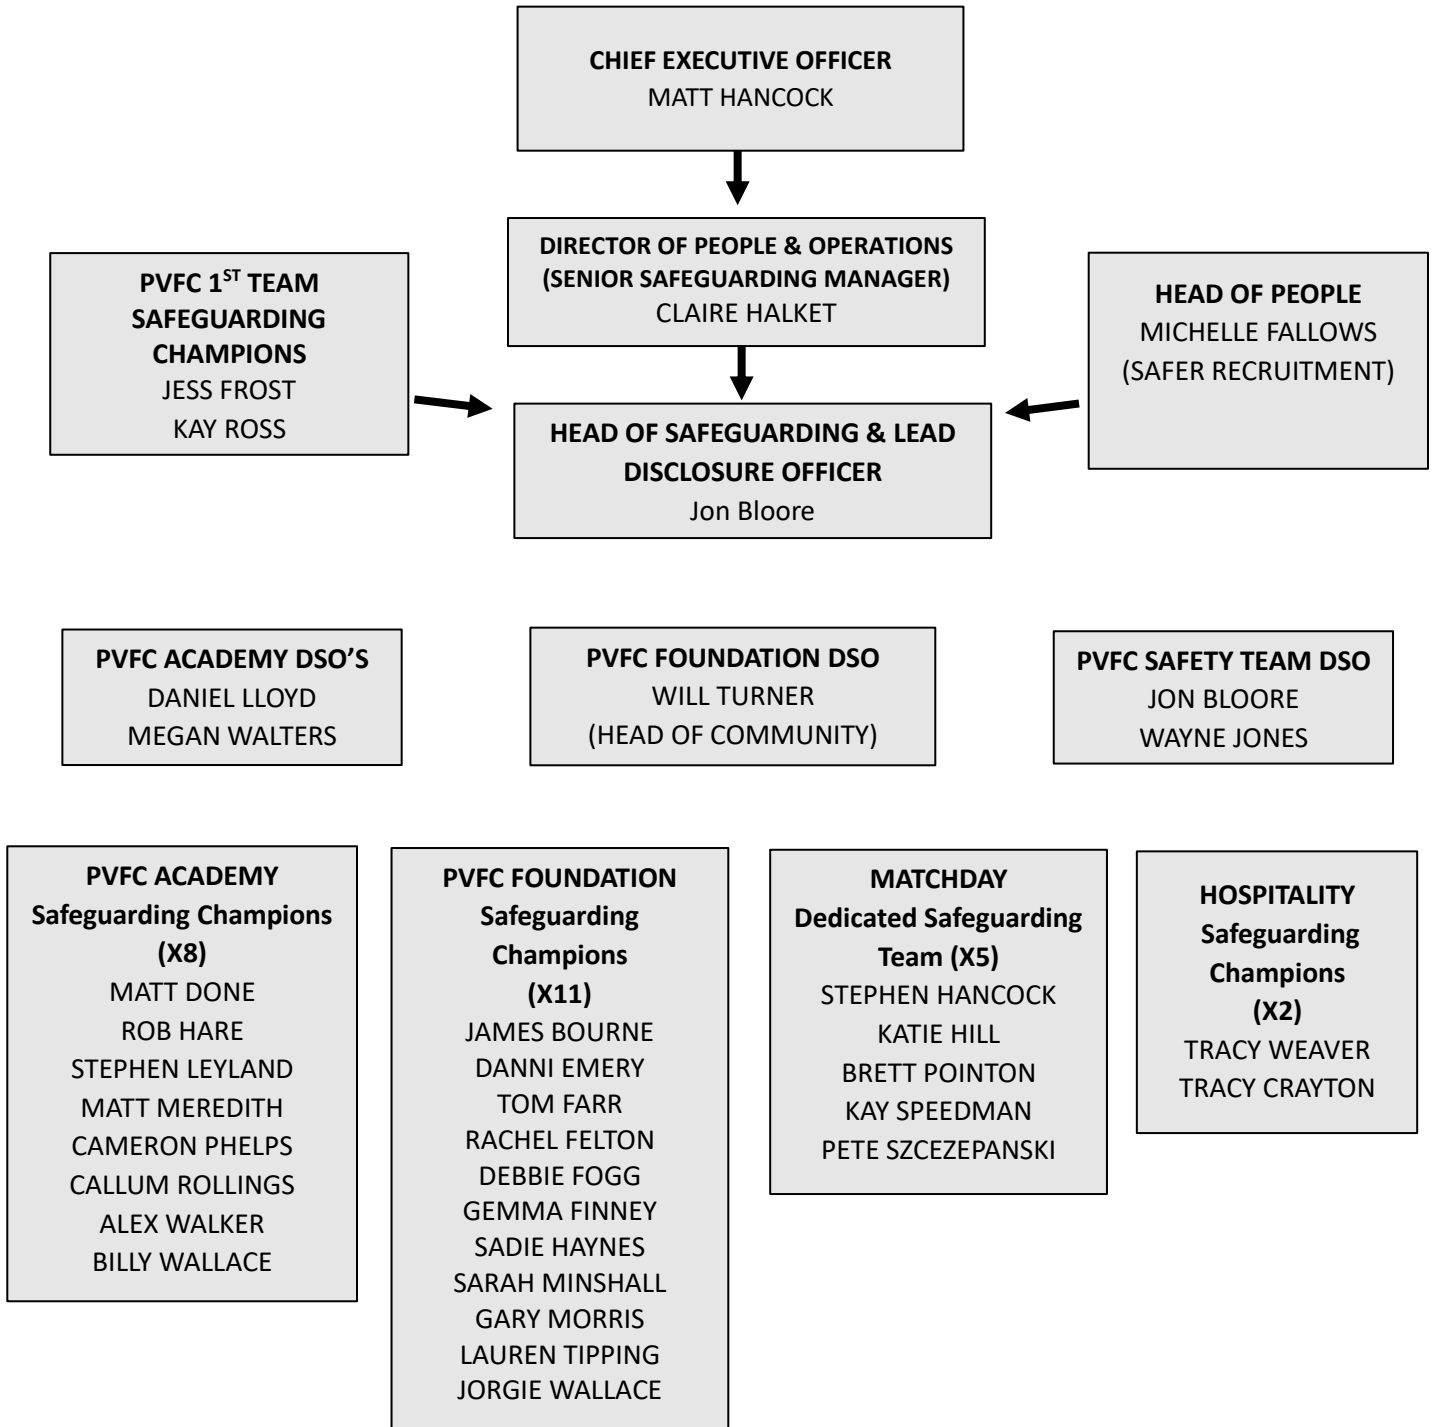 CHIEF EXECUTIVE OFFICER
MATT HANCOCK
DIRECTOR OF PEOPLE & OPERATIONS
(SENIOR SAFEGUARDING MANAGER)
CLAIRE HALKET
PVFC 1ST TEAM
SAFEGUARDING
CHAMPIONS
JESS FROST
KAY ROSS
HEAD OF PEOPLE
MICHELLE FALLOWS
(SAFER RECRUITMENT)
HEAD OF SAFEGUARDING & LEAD
DISCLOSURE OFFICER
Jon Bloore
PVFC ACADEMY DSO’S
DANIEL LLOYD
MEGAN WALTERS
PVFC FOUNDATION DSO
WILL TURNER
(HEAD OF COMMUNITY)
PVFC SAFETY TEAM DSO
JON BLOORE
WAYNE JONES
PVFC ACADEMY
Safeguarding Champions
(X8)
MATT DONE
ROB HARE
STEPHEN LEYLAND
MATT MEREDITH
CAMERON PHELPS
CALLUM ROLLINGS
ALEX WALKER
BILLY WALLACE
PVFC FOUNDATION
Safeguarding
Champions
(X11)
JAMES BOURNE
DANNI EMERY
TOM FARR
RACHEL FELTON
DEBBIE FOGG
GEMMA FINNEY
SADIE HAYNES
SARAH MINSHALL
GARY MORRIS
LAUREN TIPPING
JORGIE WALLACE
MATCHDAY
Dedicated Safeguarding
Team (X5)
STEPHEN HANCOCK
KATIE HILL
BRETT POINTON
KAY SPEEDMAN
PETE SZCEZEPANSKI
HOSPITALITY
Safeguarding
Champions
(X2)
TRACY WEAVER
TRACY CRAYTON